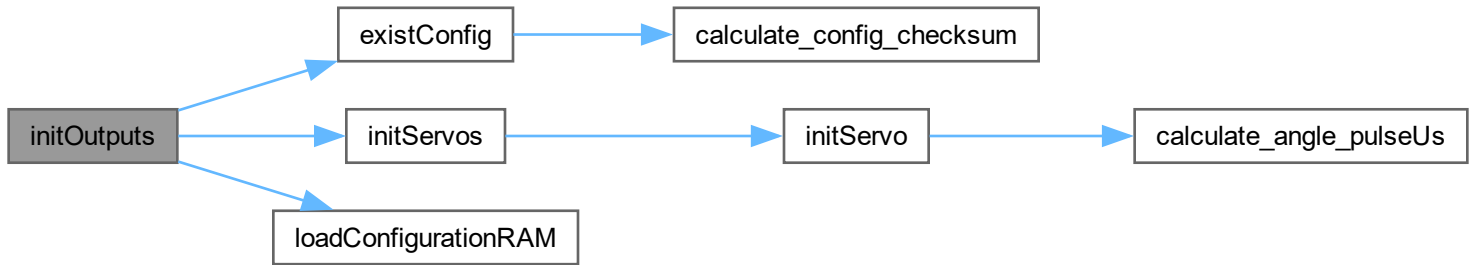 existConfig
calculate_config_checksum
initOutputs
initServos
initServo
calculate_angle_pulseUs
loadConfigurationRAM